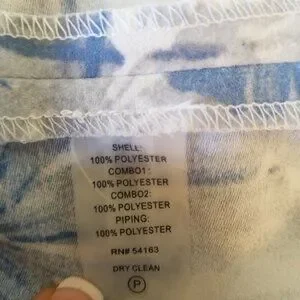 SHELL:
100% POLYESTER
COMBO1:
100% POLYESTER
COMBO2:
100% POLYESTER
PIPING:
100% POLYESTER
RN# 54163
DRY CLEAN
P